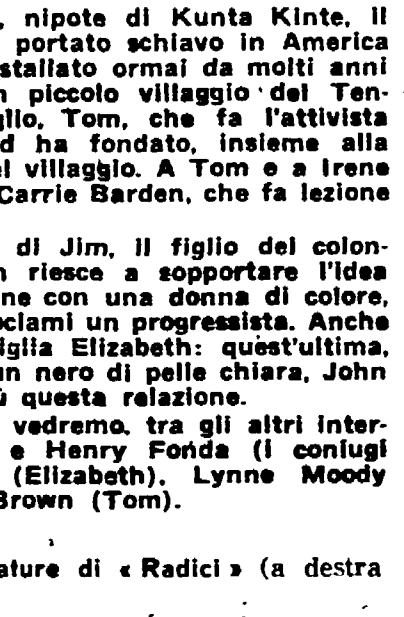 , nipote di Kunta Kinte, il
portato schiavo in America
stallato ormai da molti anni
n piccolo villaggio del Ten-
glio, Tom, che fa l'attivista
d ha fondato, insieme alla
el villaggio. A Tom e a Irene
Carrie Barden, che fa lezione
di Jim, il figlio del colon-
n riesce a sopportare l'idea
ne con una donna di colore,
oclami un progressista. Anche
iglia Elizabeth: quest'ultima,
un nero di pelle chiara, John
ù questa relazione.
vedremo, tra gli altri inter-
e Henry Fonda (i coniugi
(Elizabeth), Lynne Moody
Brown (Tom).
ature di « Radici » (a destra